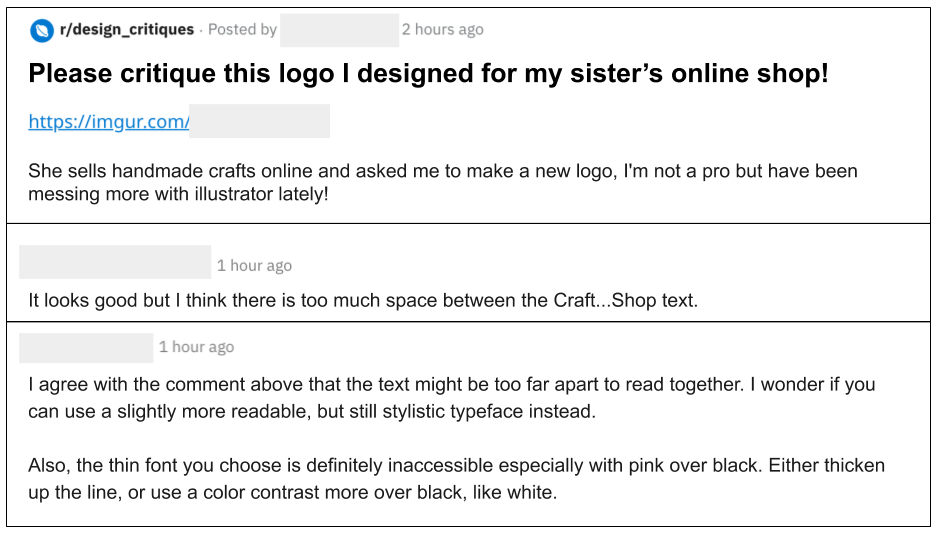 r/design_critiques · Posted by 2 hours ago
Please critique this logo I designed for my sister’s online shop!
https://imgur.com/
She sells handmade crafts online and asked me to make a new logo, I'm not a pro but have been
messing more with illustrator lately!
1 hour ago
It looks good but I think there is too much space between the Craft...Shop text.
1 hour ago
I agree with the comment above that the text might be too far apart to read together. I wonder if you
can use a slightly more readable, but still stylistic typeface instead.
Also, the thin font you choose is definitely inaccessible especially with pink over black. Either thicken
up the line, or use a color contrast more over black, like white.